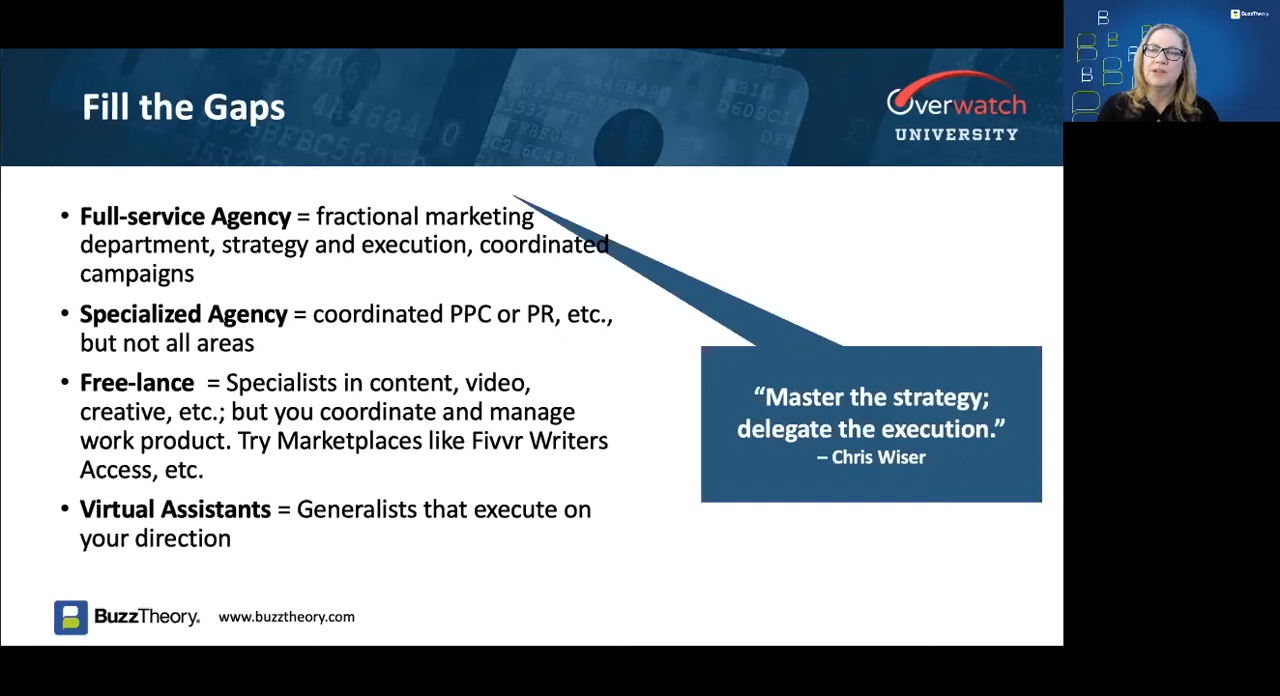 Fill the Gaps
Overwatch
UNIVERSITY
BuzzTheory.
• Full-service Agency = fractional marketing
department, strategy and execution, coordinated
campaigns
• Specialized Agency = coordinated PPC or PR, etc.,
but not all areas
• Free-lance = Specialists in content, video,
creative, etc.; but you coordinate and manage
work product. Try Marketplaces like Fivvr Writers
Access, etc.
• Virtual Assistants = Generalists that execute on
your direction
“Master the strategy;
delegate the execution.”
– Chris Wiser
BuzzTheory. www.buzztheory.com